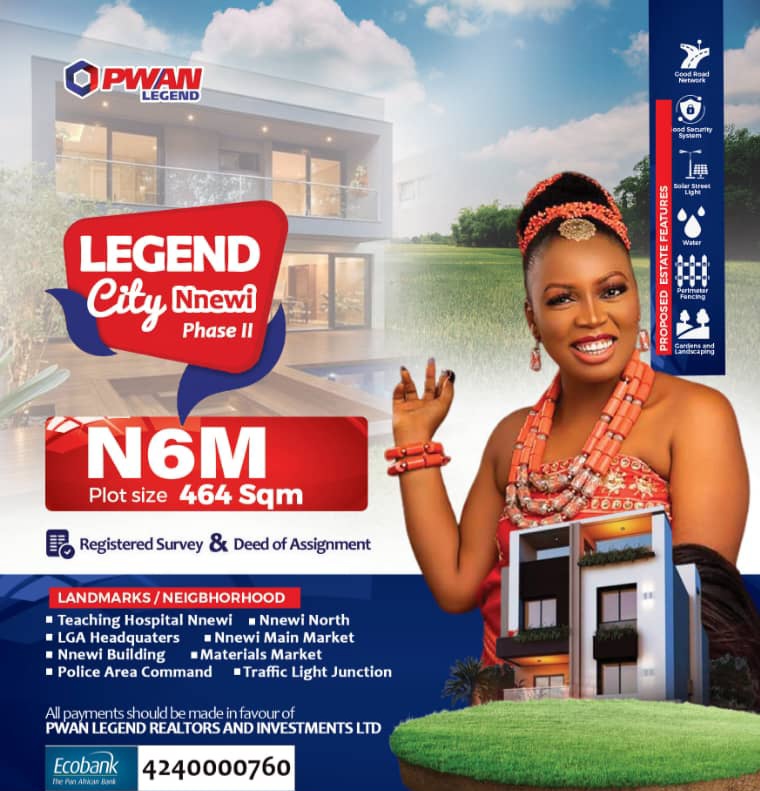 PWAN
LEGEND
LEGEND
City Nnewi
Phase II
N6M
Plot size 464 Sqm
Registered Survey & Deed of Assignment
LANDMARKS / NEIGBHORHOOD
▪ Teaching Hospital Nnewi ▪ Nnewi North
▪ LGA Headquaters ▪ Nnewi Main Market
▪ Nnewi Building ▪ Materials Market
▪ Police Area Command ▪ Traffic Light Junction
All payments should be made in favour of
PWAN LEGEND REALTORS AND INVESTMENTS LTD
Ecobank
The Pan African Bank
4240000760
PROPOSED ESTATE FEATURES
Good Road
Network
ood Security
System
Solar Street
Light
Water
Perimeter
Fencing
Gardens and
Landscaping